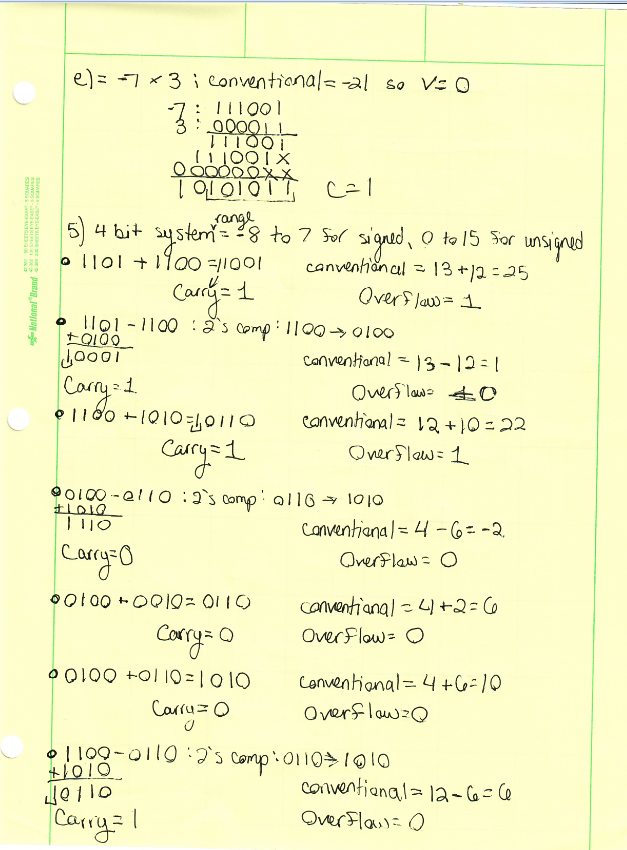 e) = -7 × 3 ; conventional = -21 so V = 0
-7 : 111001
3 : 000011
111001
111001X
000000XX
10101011 C = 1
range
5) 4 bit system = -8 to 7 for signed, 0 to 15 for unsigned
• 1101 + 1100 = 11001 conventional = 13 + 12 = 25
Carry = 1 Overflow = 1
• 1101 - 1100 : 2's comp : 1100 → 0100
+0100
10001 conventional = 13 - 12 = 1
Carry = 1 Overflow = 0
• 1100 + 1010 = 10110 conventional = 12 + 10 = 22
Carry = 1 Overflow = 1
• 0100 - 0110 : 2's comp : 0110 → 1010
+1010
1110 conventional = 4 - 6 = -2
Carry = 0 Overflow = 0
• 0100 + 0010 = 0110 conventional = 4 + 2 = 6
Carry = 0 Overflow = 0
• 0100 + 0110 = 1010 conventional = 4 + 6 = 10
Carry = 0 Overflow = 0
• 1100 - 0110 : 2's comp : 0110 → 1010
+1010
10110 conventional = 12 - 6 = 6
Carry = 1 Overflow = 0
National Brand